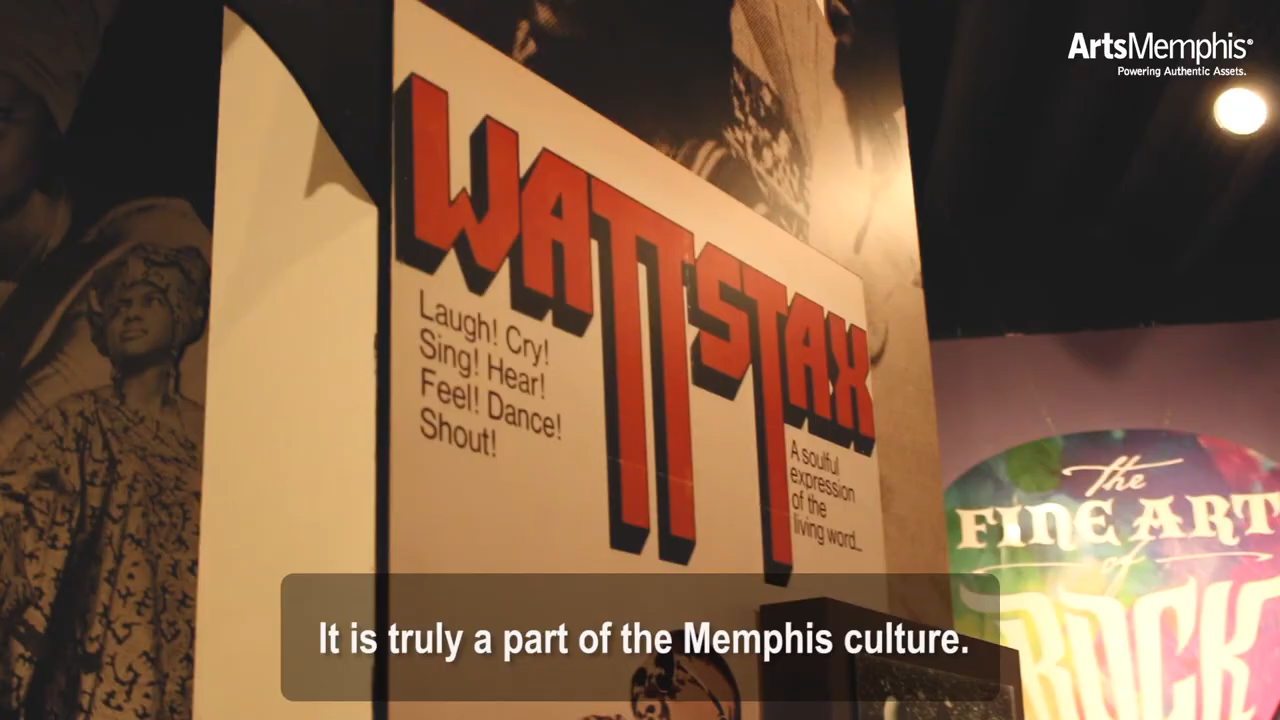 ArtsMemphis®
Powering Authentic Assets.
WATTSTAX
Laugh! Cry!
Sing! Hear!
Feel! Dance!
Shout!
A soulful
expression
of the
living word...
The
FINE ART
of
ROCK
It is truly a part of the Memphis culture.